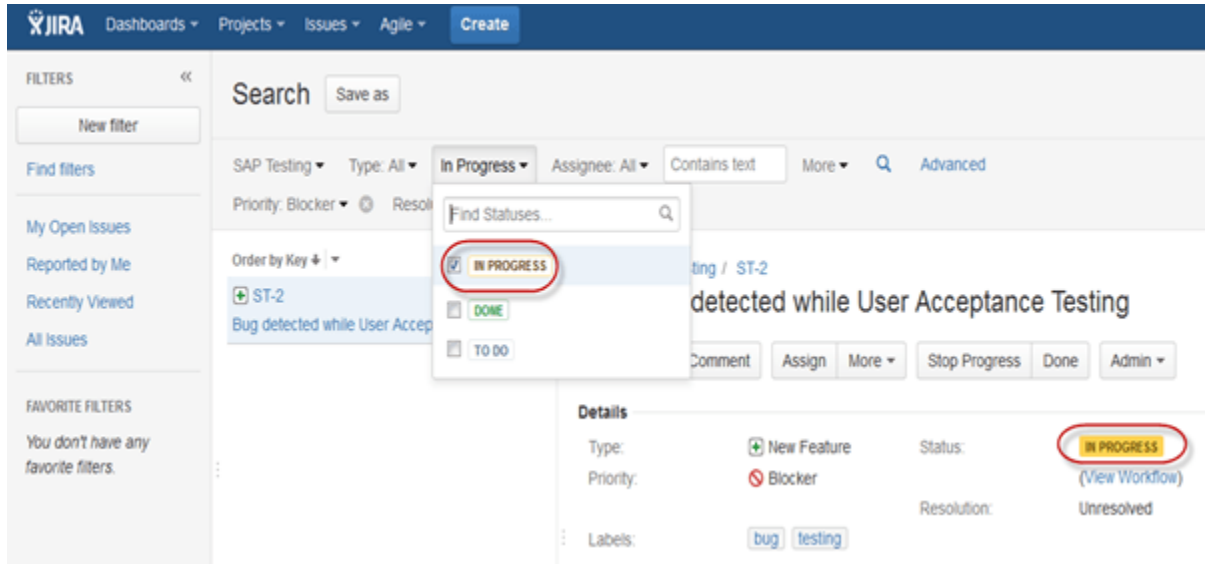 JIRA Dashboards Projects Issues Agile Create
FILTERS
New filter
Find filters
My Open Issues
Reported by Me
Recently Viewed
All Issues
FAVORITE FILTERS
You don't have any
favorite filters.
Search Save as
SAP Testing Type: All In Progress Assignee: All Contains text More Advanced
Priority: Blocker
Find Statuses...
IN PROGRESS
DONE
TO DO
Order by Key
ST-2
Bug detected while User Accep
ting / ST-2
detected while User Acceptance Testing
Comment Assign More Stop Progress Done Admin
Details
Type: New Feature Status: IN PROGRESS
Priority: Blocker (View Workflow)
Resolution: Unresolved
Labels: bug testing